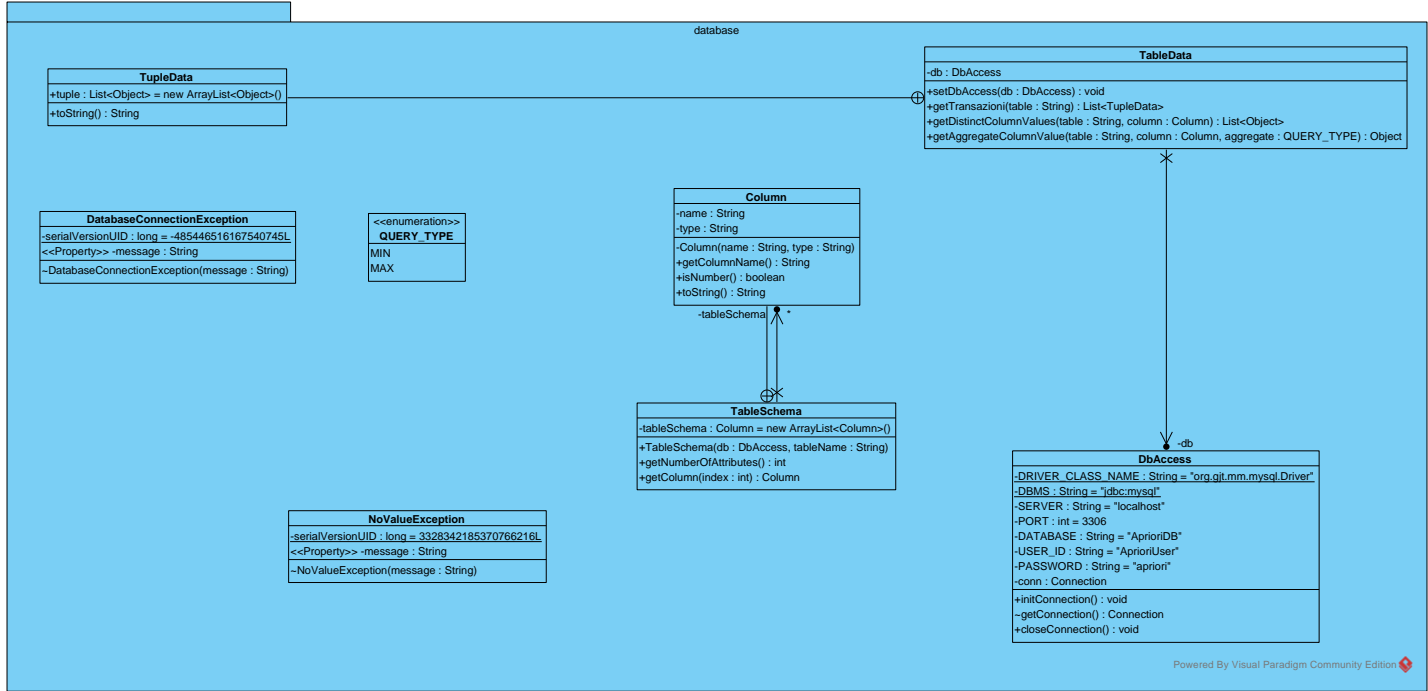 database
TupleData
+tuple : List<Object> = new ArrayList<Object>()
+toString() : String
TableData
-db : DbAccess
+setDbAccess(db : DbAccess) : void
+getTransazioni(table : String) : List<TupleData>
+getDistinctColumnValues(table : String, column : Column) : List<Object>
+getAggregateColumnValue(table : String, column : Column, aggregate : QUERY_TYPE) : Object
DatabaseConnectionException
-serialVersionUID : long = -485446516167540745L
<<Property>> -message : String
~DatabaseConnectionException(message : String)
<<enumeration>>
QUERY_TYPE
MIN
MAX
Column
-name : String
-type : String
-Column(name : String, type : String)
+getColumnName() : String
+isNumber() : boolean
+toString() : String
-tableSchema
*
TableSchema
-tableSchema : Column = new ArrayList<Column>()
+TableSchema(db : DbAccess, tableName : String)
+getNumberOfAttributes() : int
+getColumn(index : int) : Column
-db
DbAccess
-DRIVER_CLASS_NAME : String = "org.gjt.mm.mysql.Driver"
-DBMS : String = "jdbc:mysql"
-SERVER : String = "localhost"
-PORT : int = 3306
-DATABASE : String = "AprioriDB"
-USER_ID : String = "AprioriUser"
-PASSWORD : String = "apriori"
-conn : Connection
+initConnection() : void
~getConnection() : Connection
+closeConnection() : void
NoValueException
-serialVersionUID : long = 3328342185370766216L
<<Property>> -message : String
~NoValueException(message : String)
Powered By Visual Paradigm Community Edition